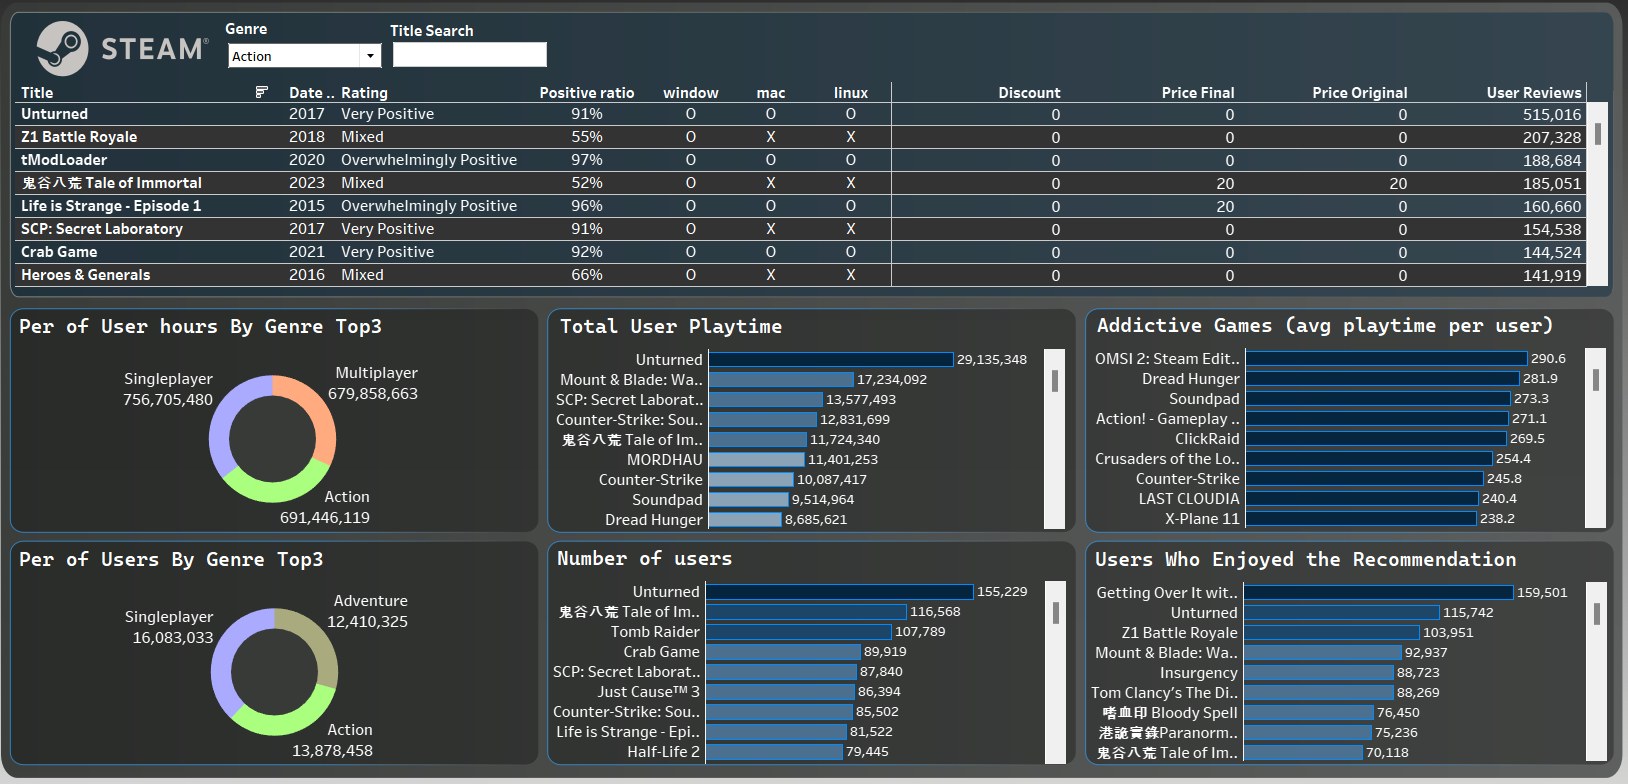 STEAM®
Genre
Title Search
Action
Title Date .. Rating Positive ratio window mac linux Discount Price Final Price Original User Reviews
Unturned 2017 Very Positive 91% O O O 0 0 0 515,016
Z1 Battle Royale 2018 Mixed 55% O X X 0 0 0 207,328
tModLoader 2020 Overwhelmingly Positive 97% O O O 0 0 0 188,684
鬼谷八荒 Tale of Immortal 2023 Mixed 52% O X X 0 20 20 185,051
Life is Strange - Episode 1 2015 Overwhelmingly Positive 96% O O O 0 20 0 160,660
SCP: Secret Laboratory 2017 Very Positive 91% O X X 0 0 0 154,538
Crab Game 2021 Very Positive 92% O O O 0 0 0 144,524
Heroes & Generals 2016 Mixed 66% O X X 0 0 0 141,919
Per of User hours By Genre Top3
Singleplayer
756,705,480
Multiplayer
679,858,663
Action
691,446,119
Total User Playtime
Unturned 29,135,348
Mount & Blade: Wa.. 17,234,092
SCP: Secret Laborat.. 13,577,493
Counter-Strike: Sou.. 12,831,699
鬼谷八荒 Tale of Im.. 11,724,340
MORDHAU 11,401,253
Counter-Strike 10,087,417
Soundpad 9,514,964
Dread Hunger 8,685,621
Addictive Games (avg playtime per user)
OMSI 2: Steam Edit.. 290.6
Dread Hunger 281.9
Soundpad 273.3
Action! - Gameplay .. 271.1
ClickRaid 269.5
Crusaders of the Lo.. 254.4
Counter-Strike 245.8
LAST CLOUDIA 240.4
X-Plane 11 238.2
Per of Users By Genre Top3
Singleplayer
16,083,033
Adventure
12,410,325
Action
13,878,458
Number of users
Unturned 155,229
鬼谷八荒 Tale of Im.. 116,568
Tomb Raider 107,789
Crab Game 89,919
SCP: Secret Laborat.. 87,840
Just Cause™ 3 86,394
Counter-Strike: Sou.. 85,502
Life is Strange - Epi.. 81,522
Half-Life 2 79,445
Users Who Enjoyed the Recommendation
Getting Over It wit.. 159,501
Unturned 115,742
Z1 Battle Royale 103,951
Mount & Blade: Wa.. 92,937
Insurgency 88,723
Tom Clancy's The Di.. 88,269
嗜血印 Bloody Spell 76,450
港詭實錄Paranorm.. 75,236
鬼谷八荒 Tale of Im.. 70,118